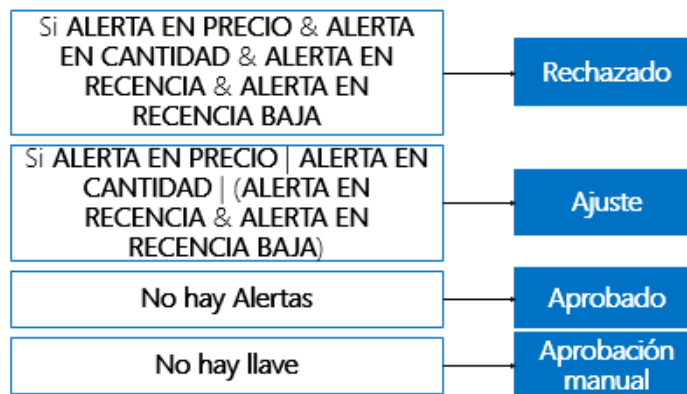 Si ALERTA EN PRECIO & ALERTA
EN CANTIDAD & ALERTA EN
RECENCIA & ALERTA EN
RECENCIA BAJA
Rechazado
Si ALERTA EN PRECIO | ALERTA EN
CANTIDAD | (ALERTA EN
RECENCIA & ALERTA EN
RECENCIA BAJA)
Ajuste
No hay Alertas
Aprobado
No hay llave
Aprobación
manual